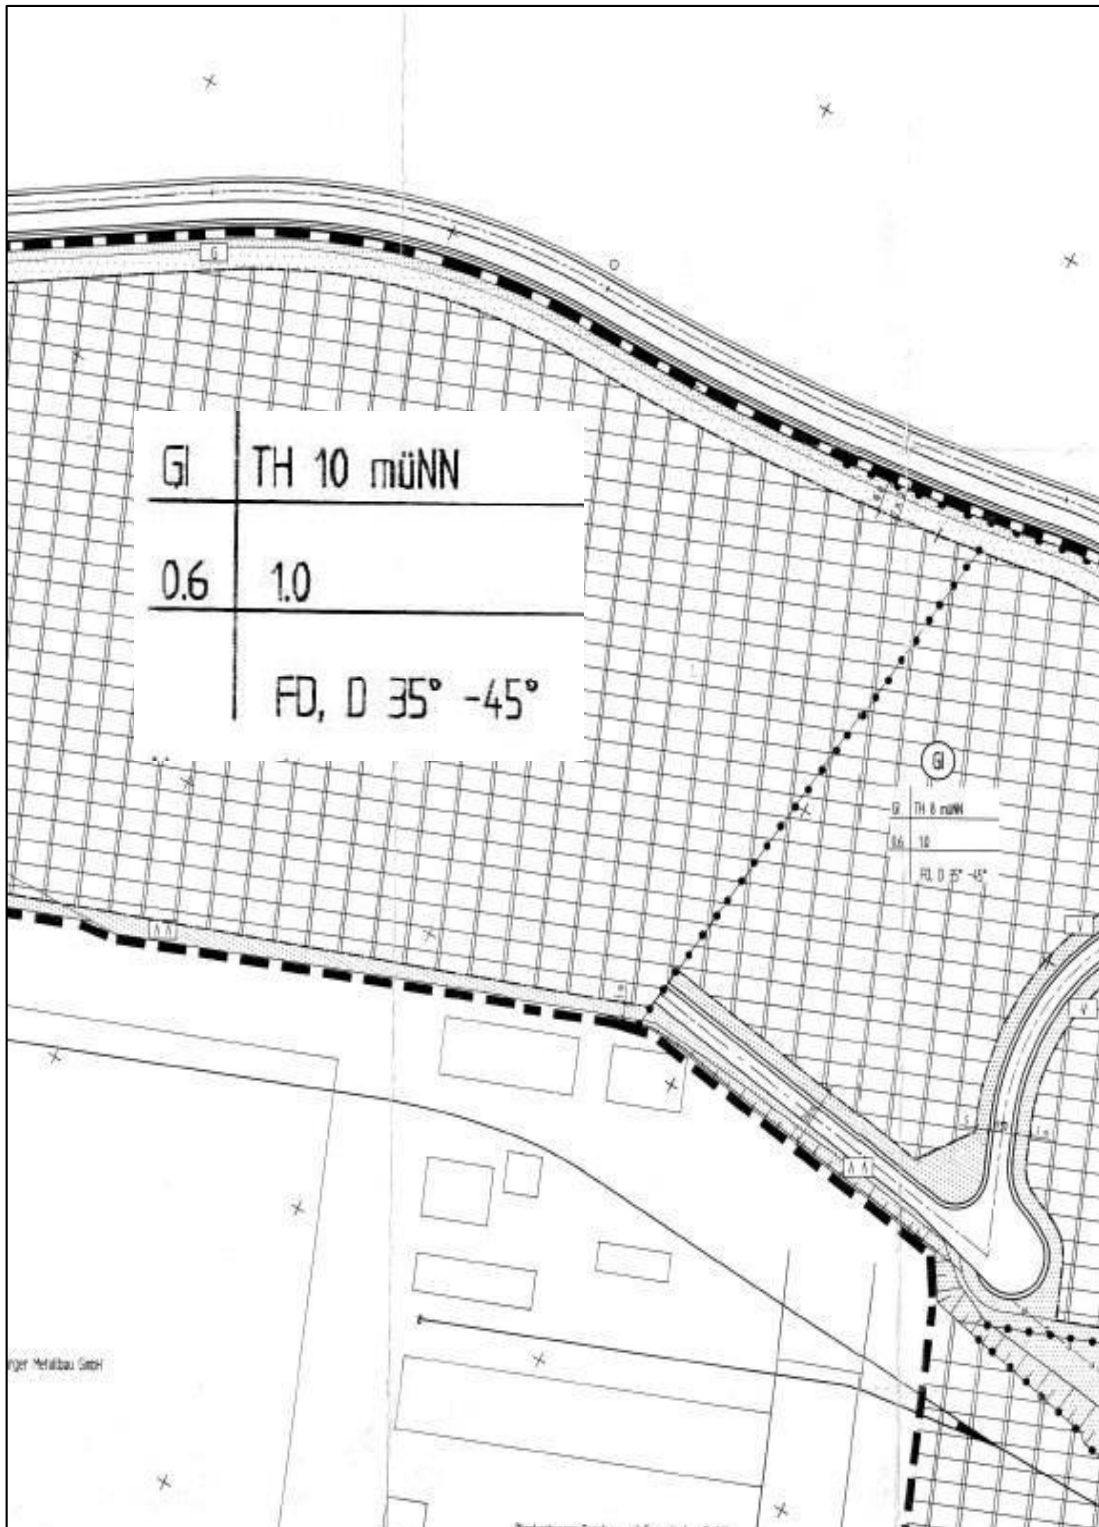 G
GI TH 10 müNN
0.6 1.0
FD, D 35° -45°
GI
GI TH 8 müNN
0.6 1.0
FD, D 35° -45°
V
Λ Λ
V
Λ Λ
rger Metallbau GmbH